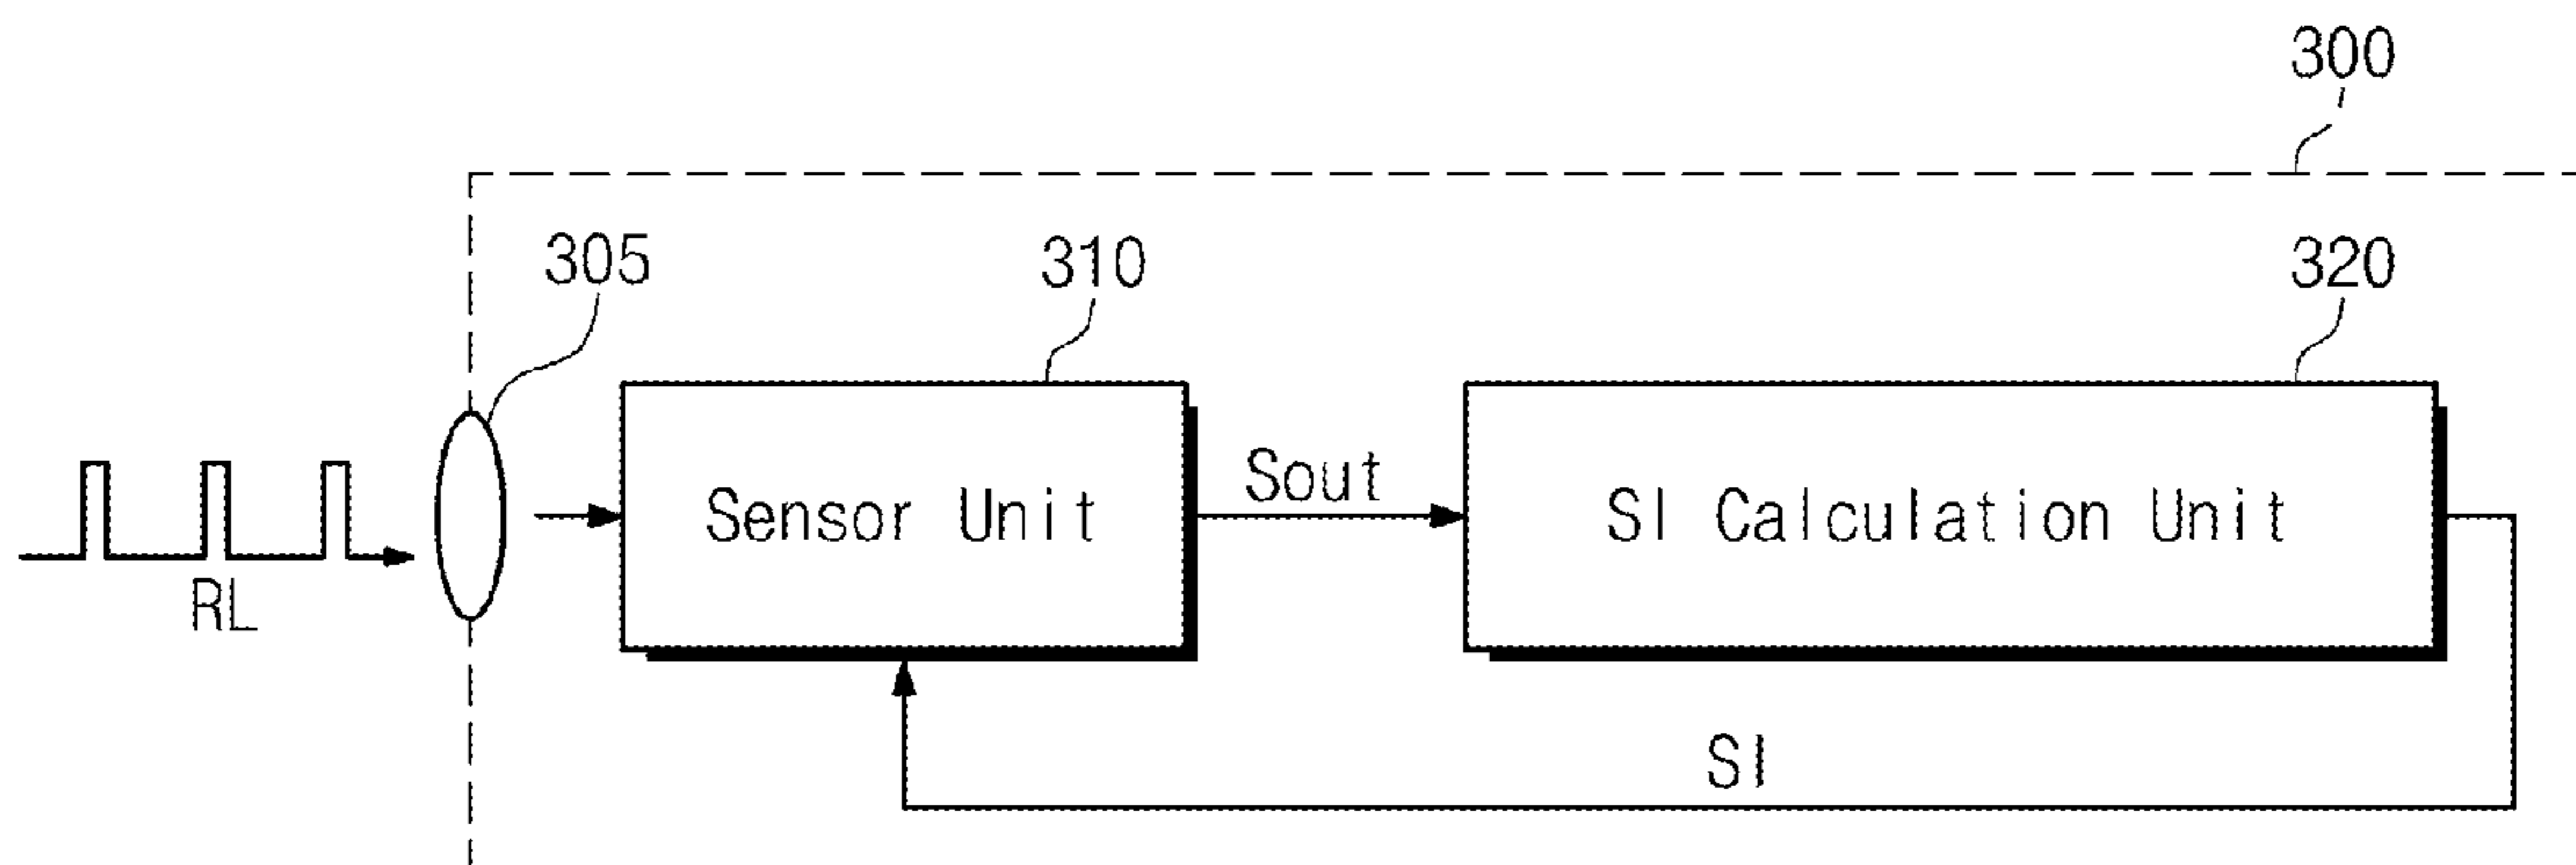 300
305
310
320
Sout
Sensor Unit
SI Calculation Unit
RL
SI